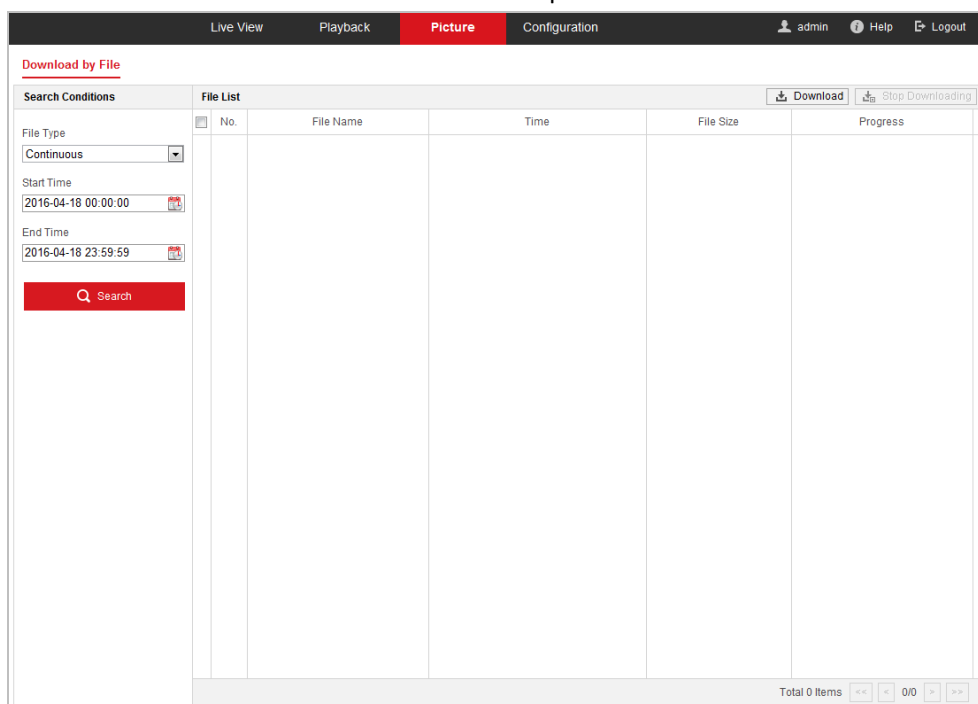 Live View Playback Picture Configuration admin Help Logout
Download by File
Search Conditions File List Download Stop Downloading
No. File Name Time File Size Progress
File Type
Continuous
Start Time
2016-04-18 00:00:00
End Time
2016-04-18 23:59:59
Search
Total 0 Items << < 0/0 > >>